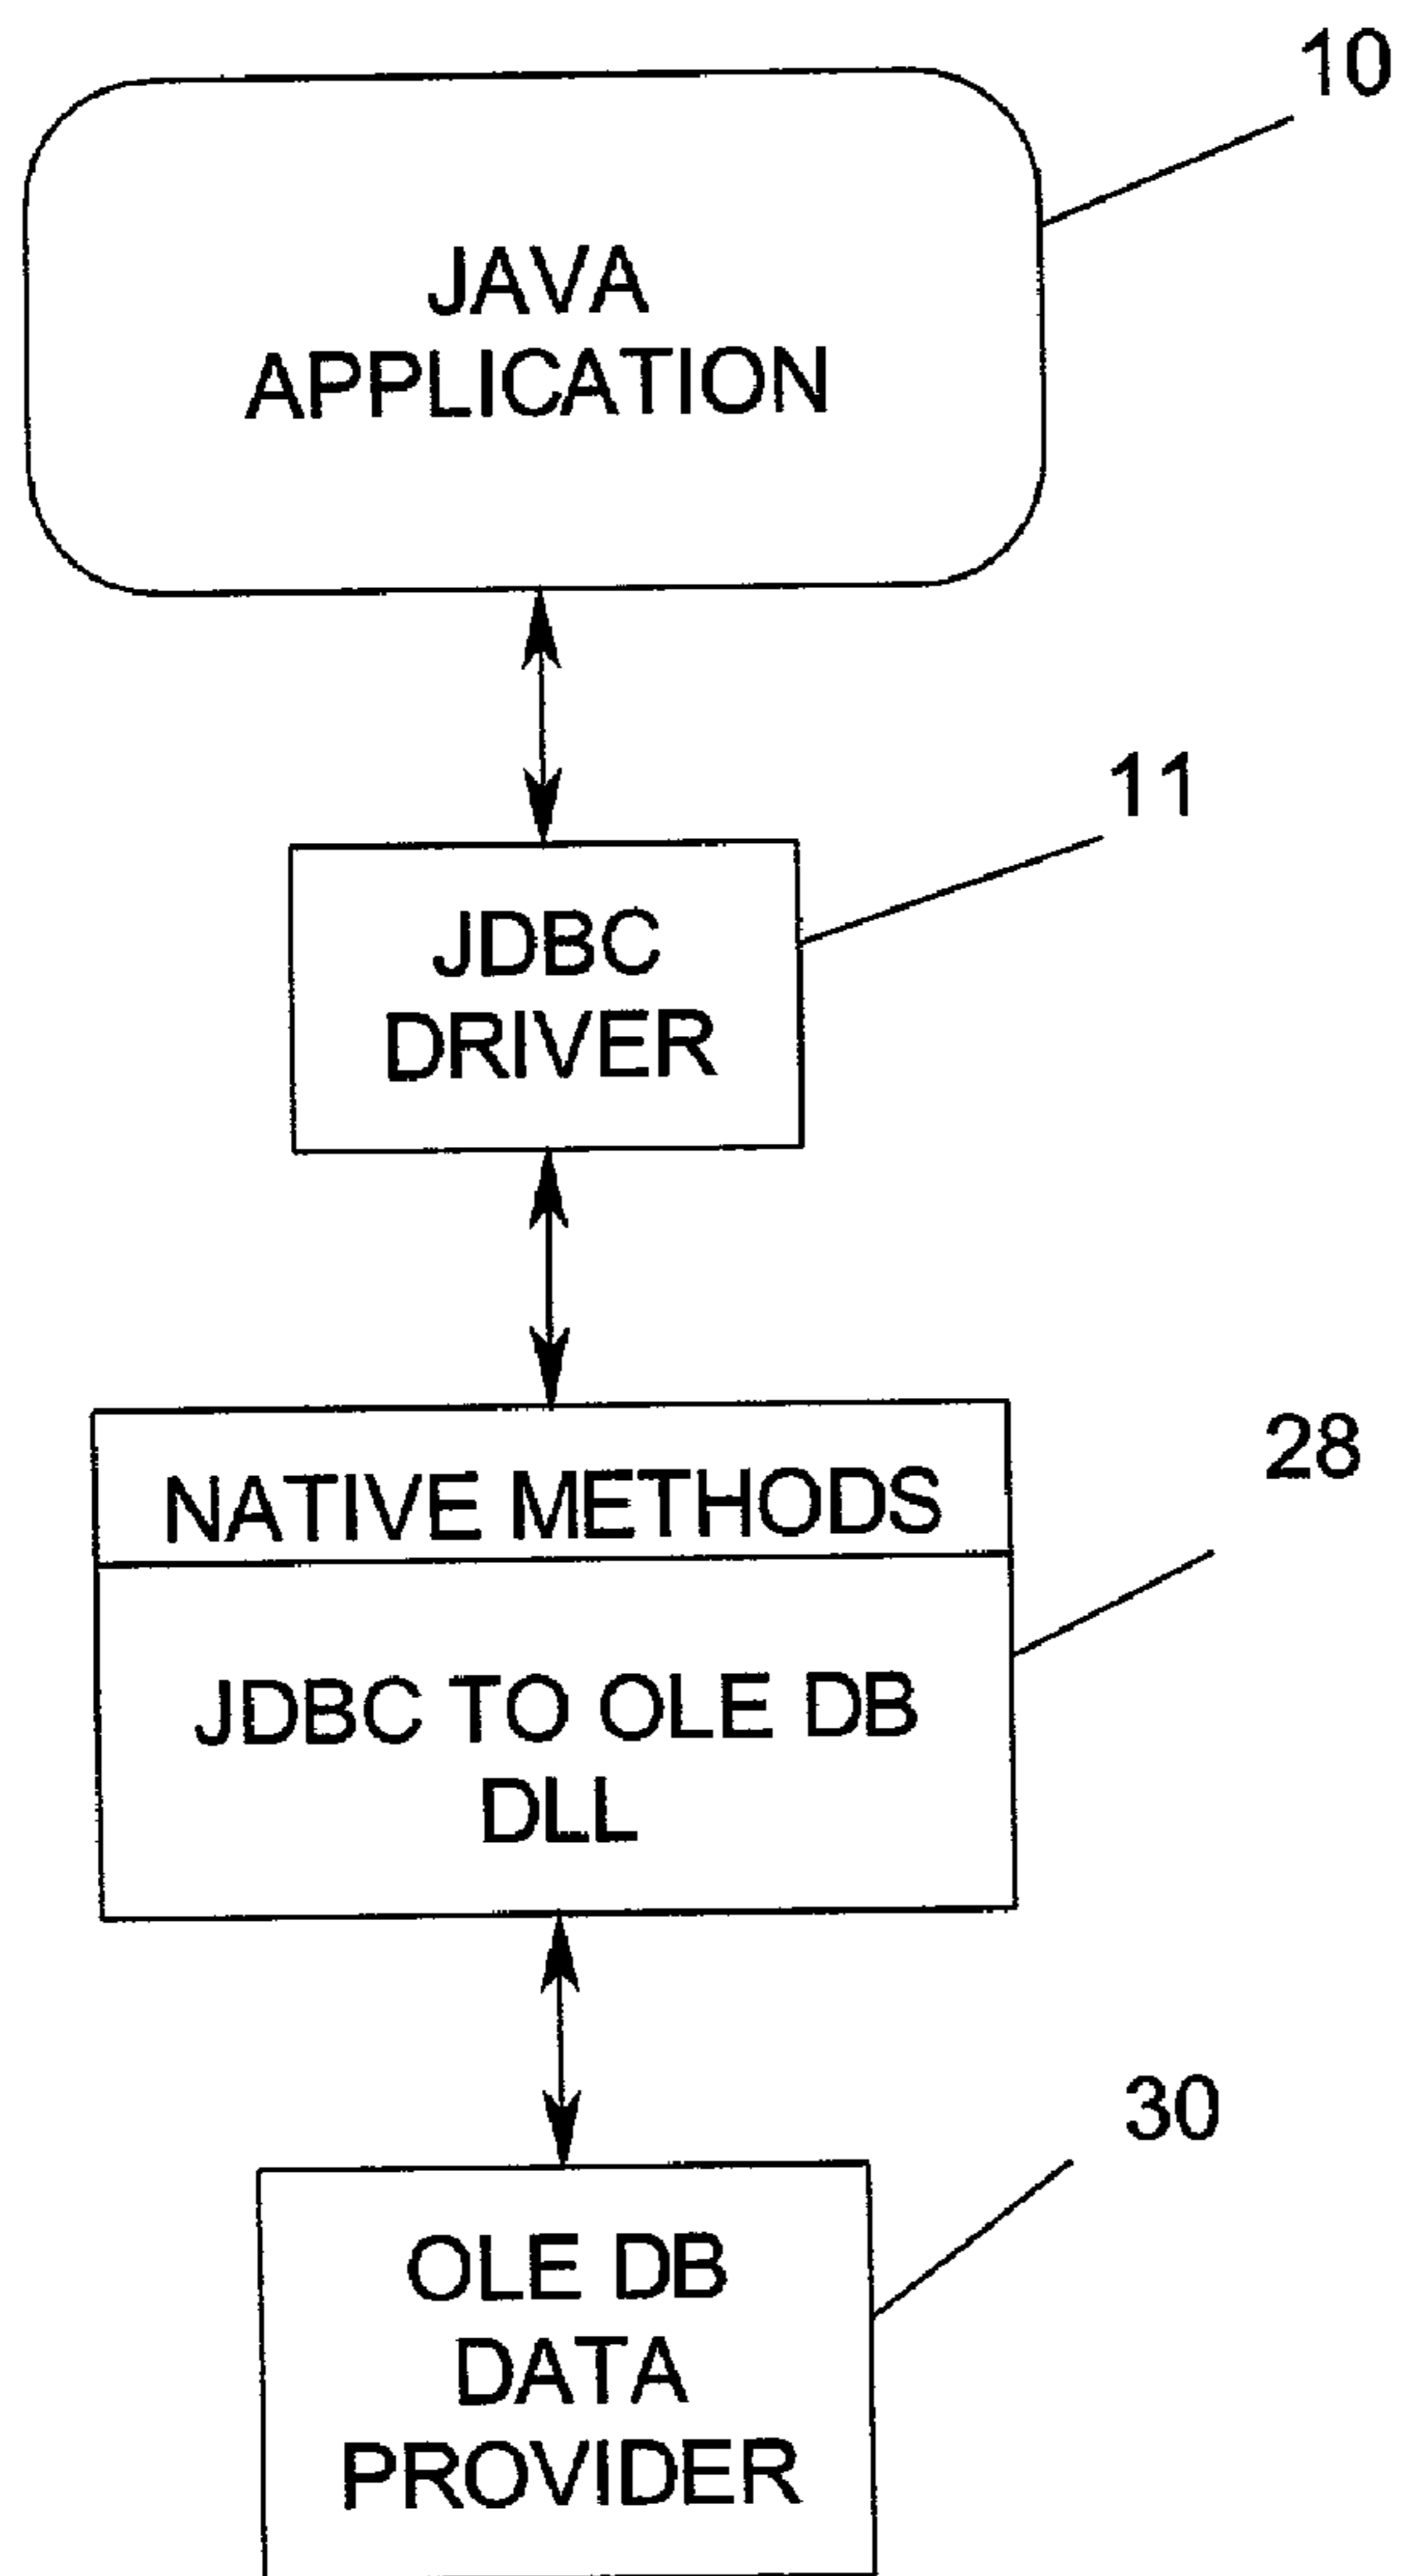 10
JAVA
APPLICATION
11
JDBC
DRIVER
28
NATIVE METHODS
JDBC TO OLE DB
DLL
30
OLE DB
DATA
PROVIDER